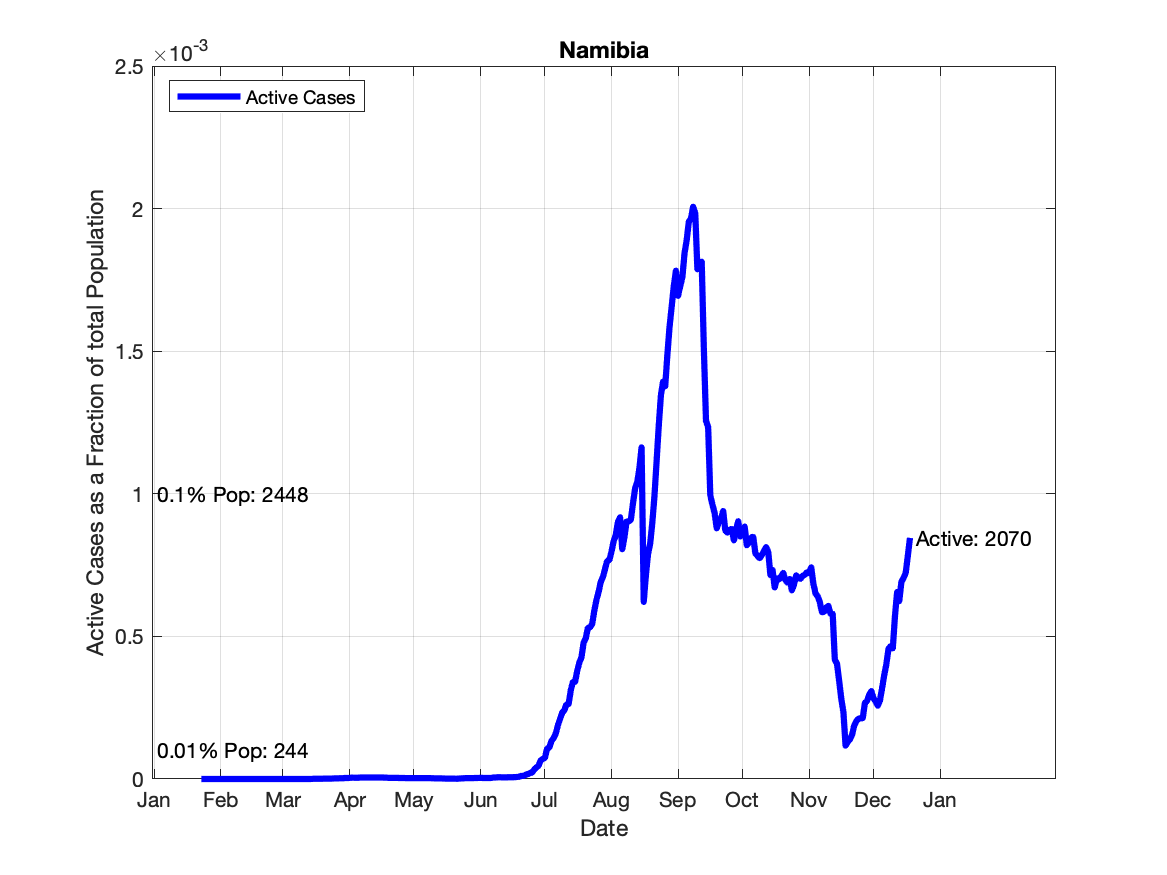 Namibia
×10-3
2.5
Active Cases
2
1.5
1
0.1% Pop: 2448
Active: 2070
0.5
0.01% Pop: 244
0
Jan Feb Mar Apr May Jun Jul Aug Sep Oct Nov Dec Jan
Date
Active Cases as a Fraction of total Population